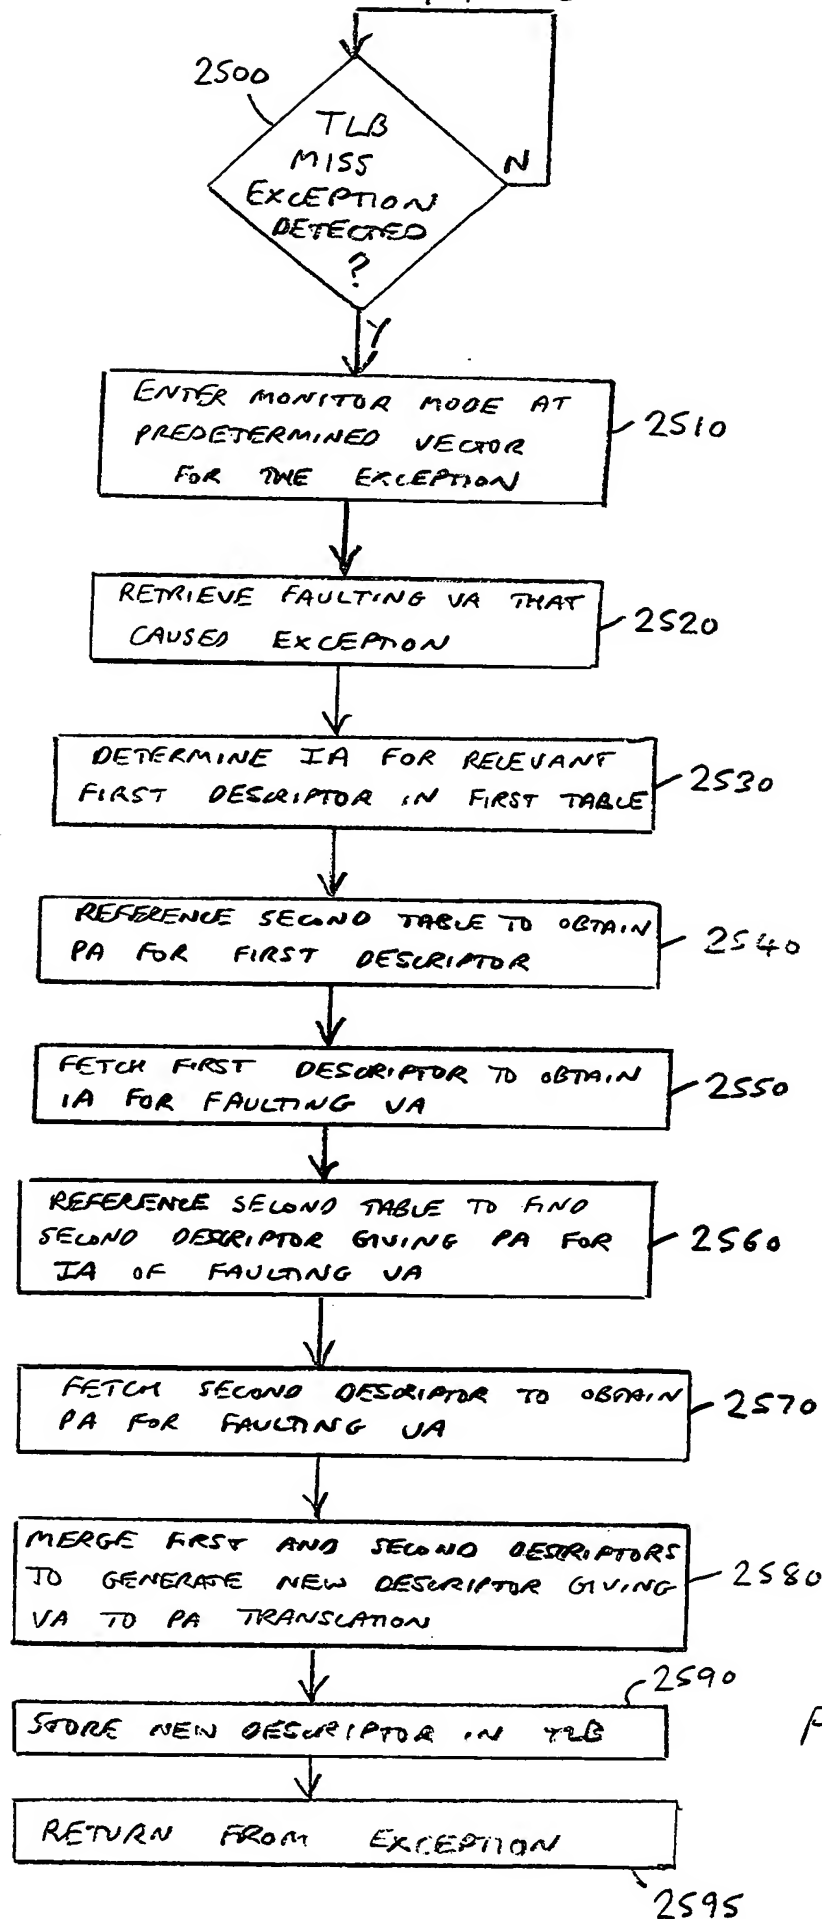 2500
TLB
MISS
EXCEPTION
DETECTED
?
N
Y
ENTER MONITOR MODE AT
PREDETERMINED VECTOR
FOR THE EXCEPTION
2510
RETRIEVE FAULTING VA THAT
CAUSED EXCEPTION
2520
DETERMINE IA FOR RELEVANT
FIRST DESCRIPTOR IN FIRST TABLE
2530
REFERENCE SECOND TABLE TO OBTAIN
PA FOR FIRST DESCRIPTOR
2540
FETCH FIRST DESCRIPTOR TO OBTAIN
IA FOR FAULTING VA
2550
REFERENCE SECOND TABLE TO FIND
SECOND DESCRIPTOR GIVING PA FOR
IA OF FAULTING VA
2560
FETCH SECOND DESCRIPTOR TO OBTAIN
PA FOR FAULTING VA
2570
MERGE FIRST AND SECOND DESCRIPTORS
TO GENERATE NEW DESCRIPTOR GIVING
VA TO PA TRANSLATION
2580
2590
STORE NEW DESCRIPTOR IN TLB
RETURN FROM EXCEPTION
2595